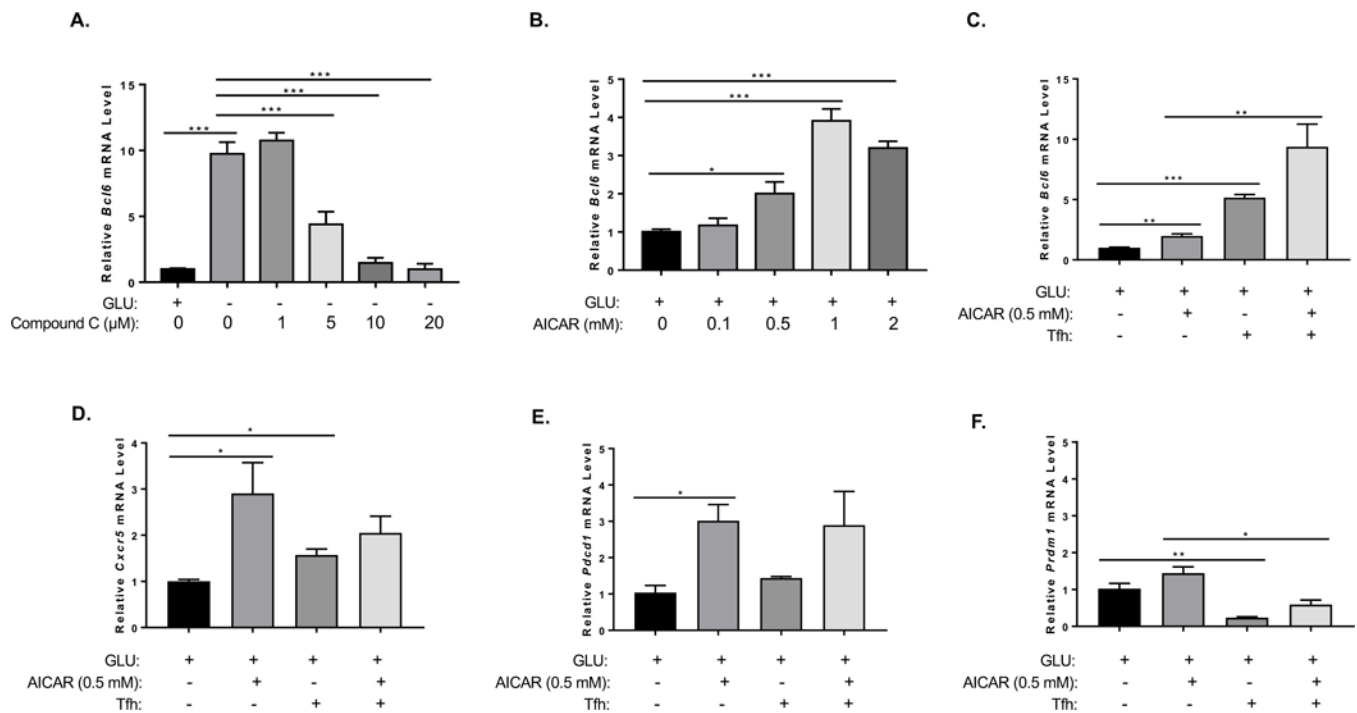 A.
Relative Bcl6 mRNA Level
15
10
5
0
***
***
***
***
GLU: + - - - - -
Compound C (µM): 0 0 1 5 10 20
B.
Relative Bcl6 mRNA Level
5
4
3
2
1
0
***
***
*
GLU: + + + + +
AICAR (mM): 0 0.1 0.5 1 2
C.
Relative Bcl6 mRNA Level
15
10
5
0
**
***
**
GLU: + + + +
AICAR (0.5 mM): - + - +
Tfh: - - + +
D.
Relative Cxcr5 mRNA Level
4
3
2
1
0
*
*
GLU: + + + +
AICAR (0.5 mM): - + - +
Tfh: - - + +
E.
Relative Pdcd1 mRNA Level
5
4
3
2
1
0
*
GLU: + + + +
AICAR (0.5 mM): - + - +
Tfh: - - + +
F.
Relative Prdm1 mRNA Level
5
4
3
2
1
0
*
**
GLU: + + + +
AICAR (0.5 mM): - + - +
Tfh: - - + +